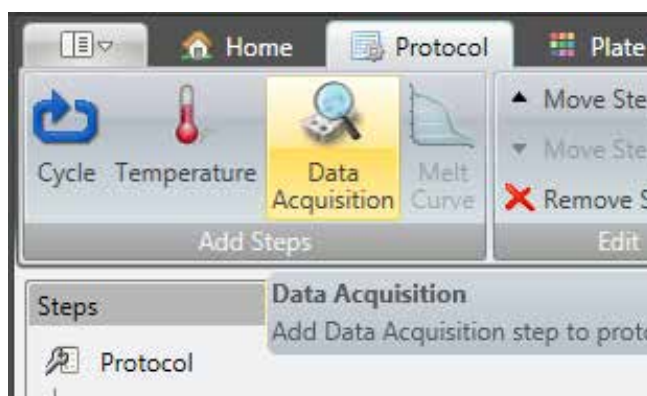 Home Protocol Plate
Cycle Temperature Data Acquisition Melt Curve
Move Ste
Move Ste
Remove S
Add Steps Edit
Steps
Data Acquisition
Add Data Acquisition step to proto
Protocol